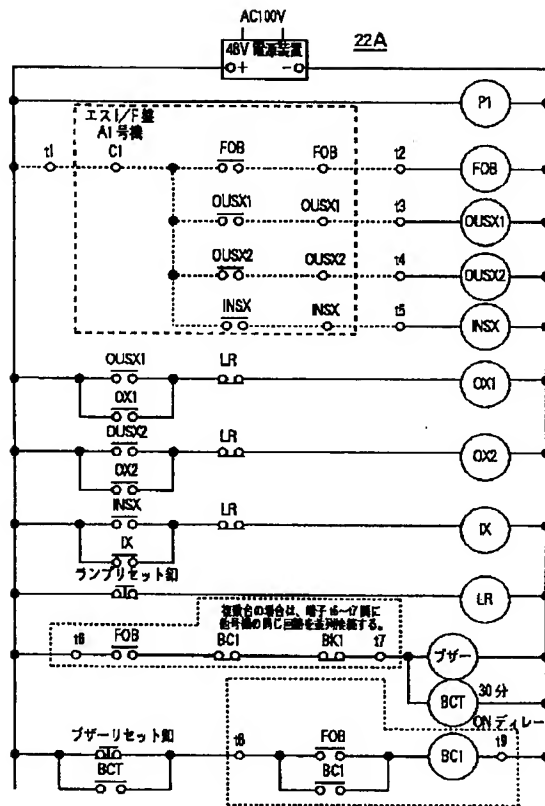 AC100V
22A
48V 電源装置
+ -
P1
エスI/F盤
A1号機
t1 C1 FOB FOB t2 FOB
OUSX1 OUSX1 t3 OUSX1
OUSX2 OUSX2 t4 OUSX2
INSX INSX t5 INSX
OUSX1 LR OX1
OX1
OUSX2 LR OX2
OX2
INSX LR IX
IX
ランプリセット釦
LR
複数台の場合は、端子t6~t7間に
他号機の同じ回路を並列接続する。
t6 FOB BC1 BK1 t7 ブザー
BCT 30分
ONディレー
ブザーリセット釦 t8 FOB BC1 t9
BCT BC1